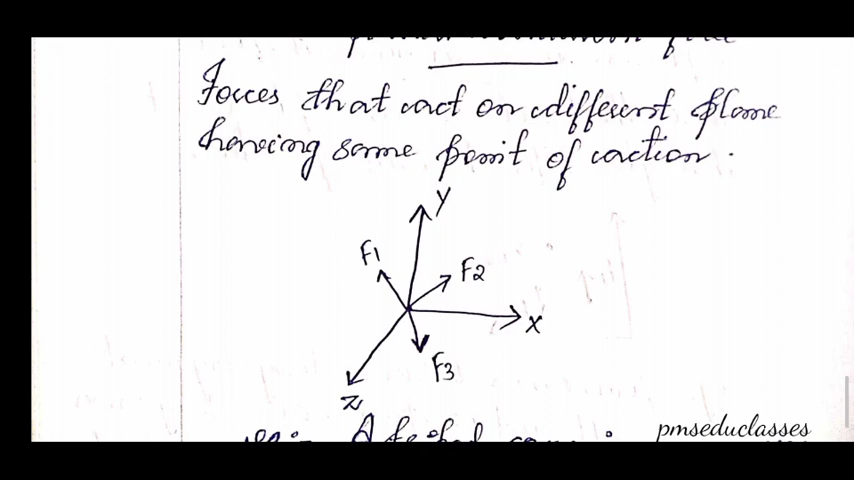 Forces that act on different plane
having same point of action.
Y
F1
F2
X
F3
Z
pmseduclasses